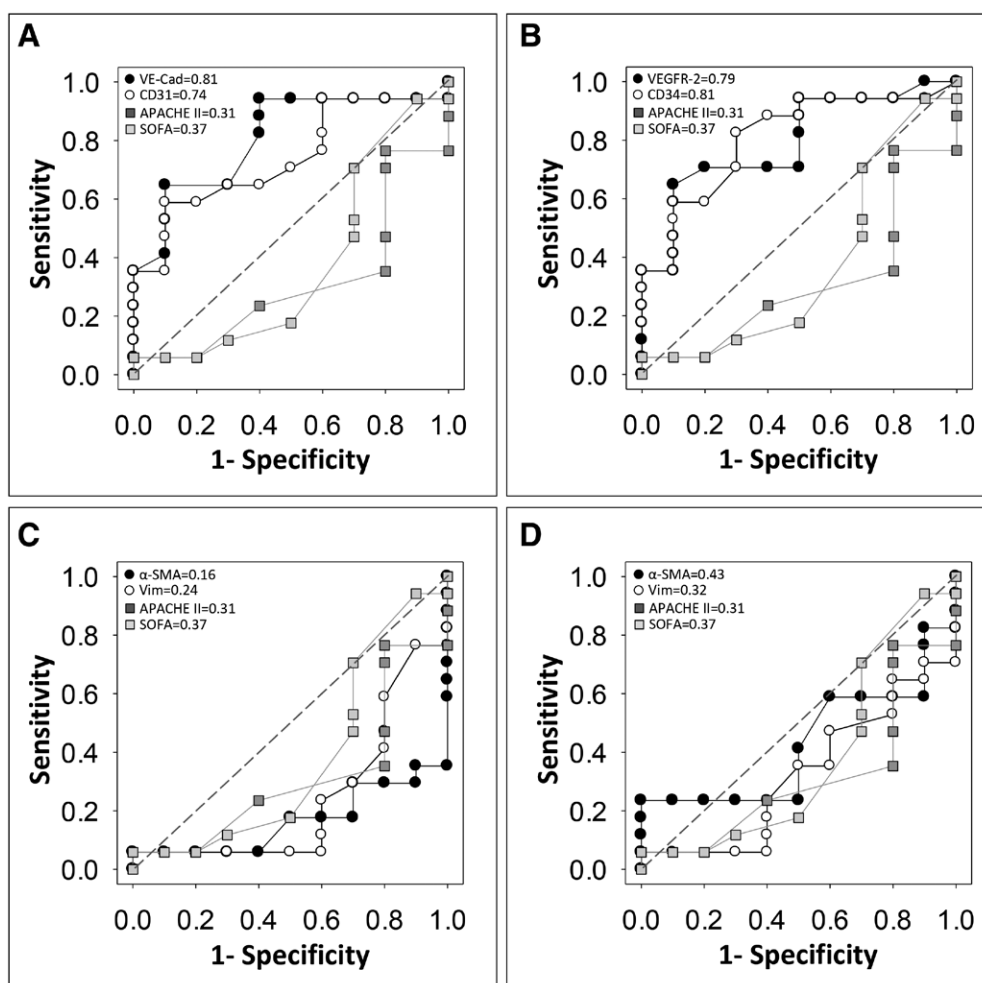 A
VE-Cad=0.81
CD31=0.74
APACHE II=0.31
SOFA=0.37
1.0
0.8
0.6
0.4
0.2
0.0
Sensitivity
0.0 0.2 0.4 0.6 0.8 1.0
1- Specificity
B
VEGFR-2=0.79
CD34=0.81
APACHE II=0.31
SOFA=0.37
1.0
0.8
0.6
0.4
0.2
0.0
Sensitivity
0.0 0.2 0.4 0.6 0.8 1.0
1- Specificity
C
α-SMA=0.16
Vim=0.24
APACHE II=0.31
SOFA=0.37
1.0
0.8
0.6
0.4
0.2
0.0
Sensitivity
0.0 0.2 0.4 0.6 0.8 1.0
1- Specificity
D
α-SMA=0.43
Vim=0.32
APACHE II=0.31
SOFA=0.37
1.0
0.8
0.6
0.4
0.2
0.0
Sensitivity
0.0 0.2 0.4 0.6 0.8 1.0
1- Specificity